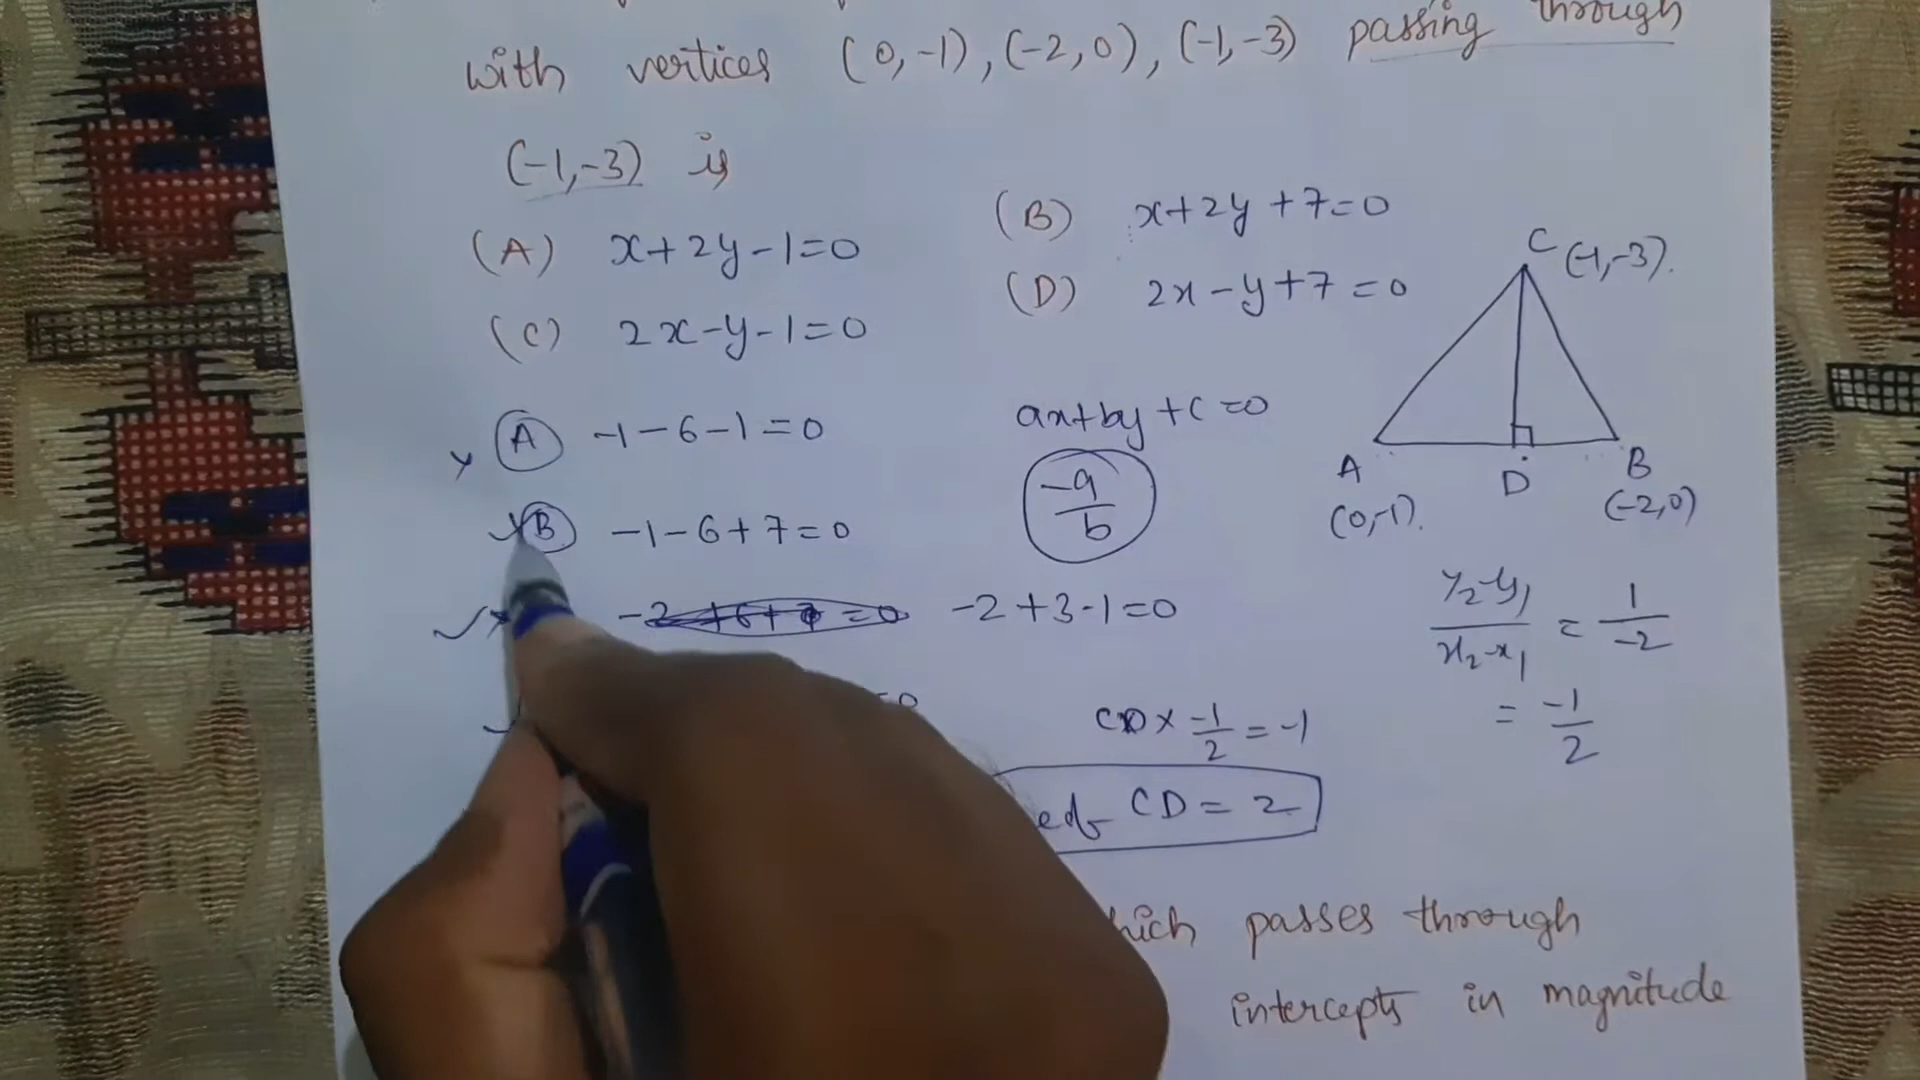 with vertices (0,-1), (-2,0), (-1,-3) passing through
(-1,-3) is
(A) x+2y-1=0
(B) x+2y+7=0
(C) 2x-y-1=0
(D) 2x-y+7=0
C (-1,-3).
A
D
B
(0,-1).
(-2,0)
A -1-6-1=0
B -1-6+7=0
-2+3-1=0
ax+by+c=0
-a/b
y₂-y₁/x₂-x₁ = 1/-2
= -1/2
CD × -1/2 = -1
CD = 2
passes through
intercepts in magnitude